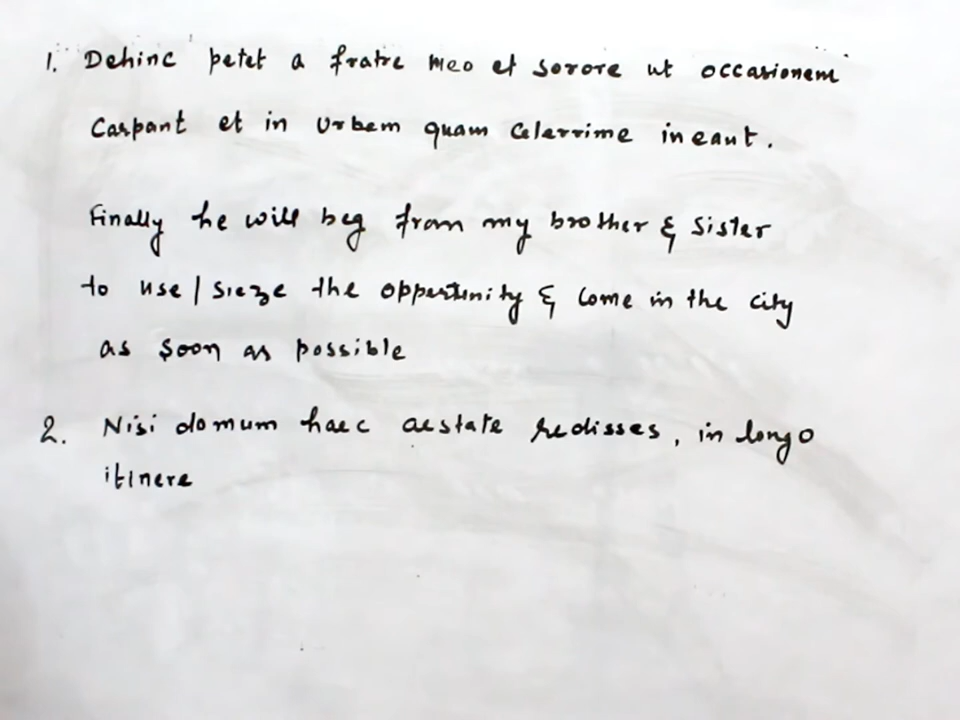 1. Dehinc petet a fratre meo et sorore ut occasionem
Carpant et in Urbem quam celerrime ineant.
Finally he will beg from my brother & sister
to use / sieze the oppertunity & come in the city
as soon as possible
2. Nisi domum haec aestate redisses, in longo
itinere